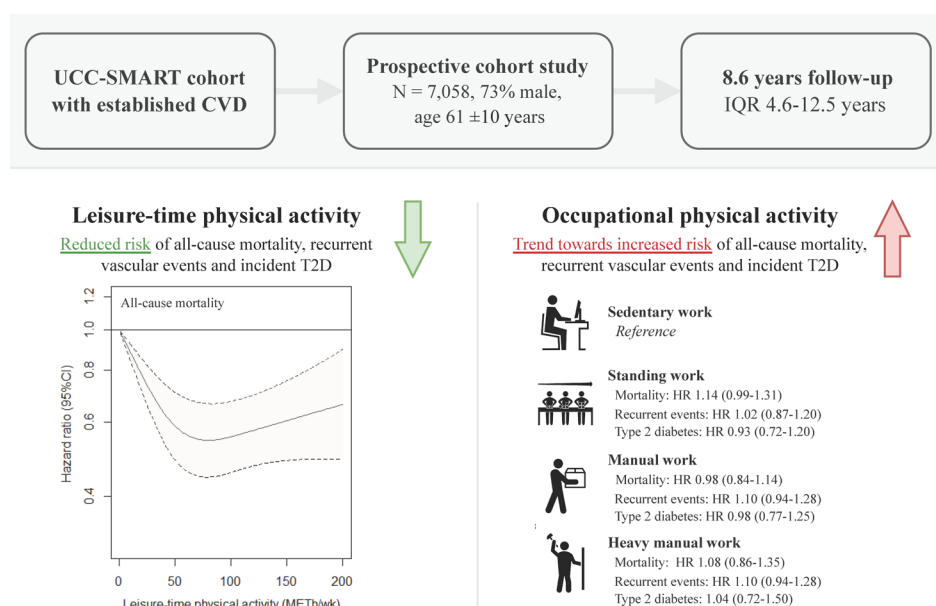 UCC-SMART cohort
with established CVD
Prospective cohort study
N = 7,058, 73% male,
age 61 ±10 years
8.6 years follow-up
IQR 4.6-12.5 years
Leisure-time physical activity
Reduced risk of all-cause mortality, recurrent
vascular events and incident T2D
All-cause mortality
Hazard ratio (95%CI)
1.2
1.0
0.8
0.6
0.4
0 50 100 150 200
Leisure-time physical activity (METh/wk)
Occupational physical activity
Trend towards increased risk of all-cause mortality,
recurrent vascular events and incident T2D
Sedentary work
Reference
Standing work
Mortality: HR 1.14 (0.99-1.31)
Recurrent events: HR 1.02 (0.87-1.20)
Type 2 diabetes: HR 0.93 (0.72-1.20)
Manual work
Mortality: HR 0.98 (0.84-1.14)
Recurrent events: HR 1.10 (0.94-1.28)
Type 2 diabetes: HR 0.98 (0.77-1.25)
Heavy manual work
Mortality: HR 1.08 (0.86-1.35)
Recurrent events: HR 1.10 (0.94-1.28)
Type 2 diabetes: 1.04 (0.72-1.50)